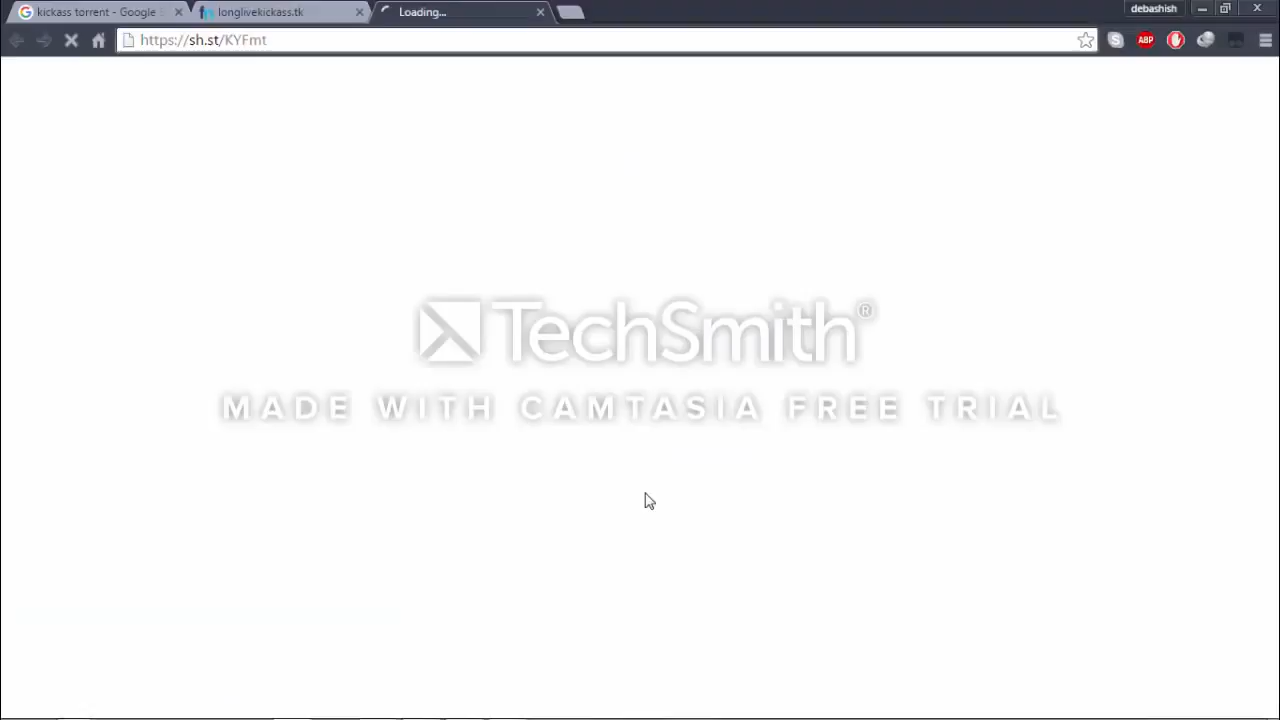 kickass torrent - Google S
longlivekickass.tk
Loading...
debashish
https://sh.st/KYFmt
ABP
TechSmith®
MADE WITH CAMTASIA FREE TRIAL